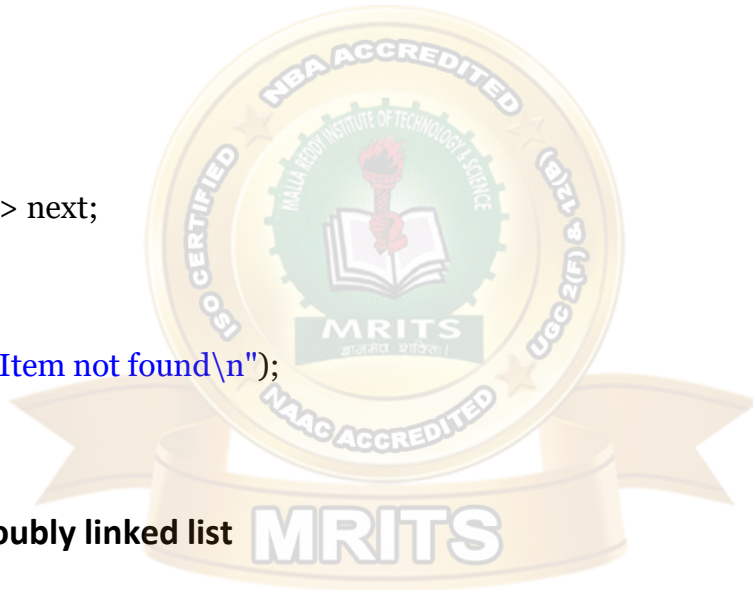 NBA ACCREDITED
MALLA REDDY INSTITUTE OF TECHNOLOGY & SCIENCE
ISO CERTIFIED
UGC 2(F) & 12(B)
> next;
MRITS
Item not found\n");
NAAC ACCREDITED
oubly linked list
MRITS